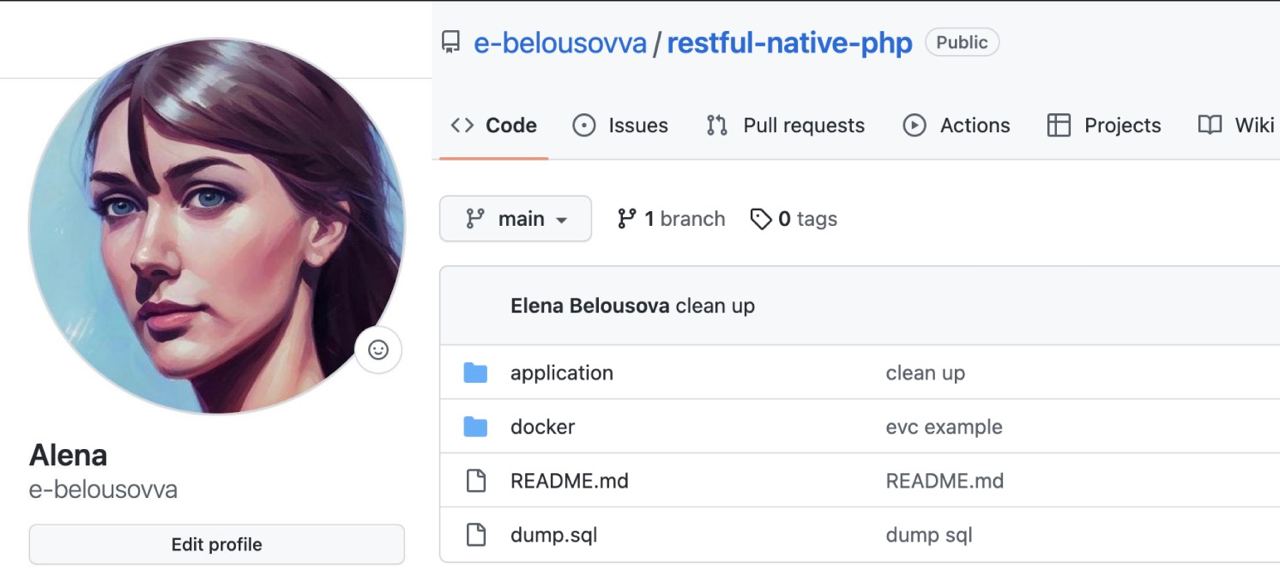 Alena
e-belousovva
Edit profile
e-belousovva / restful-native-php Public
<> Code Issues Pull requests Actions Projects Wiki
main 1 branch 0 tags
Elena Belousova clean up
application clean up
docker evc example
README.md README.md
dump.sql dump sql